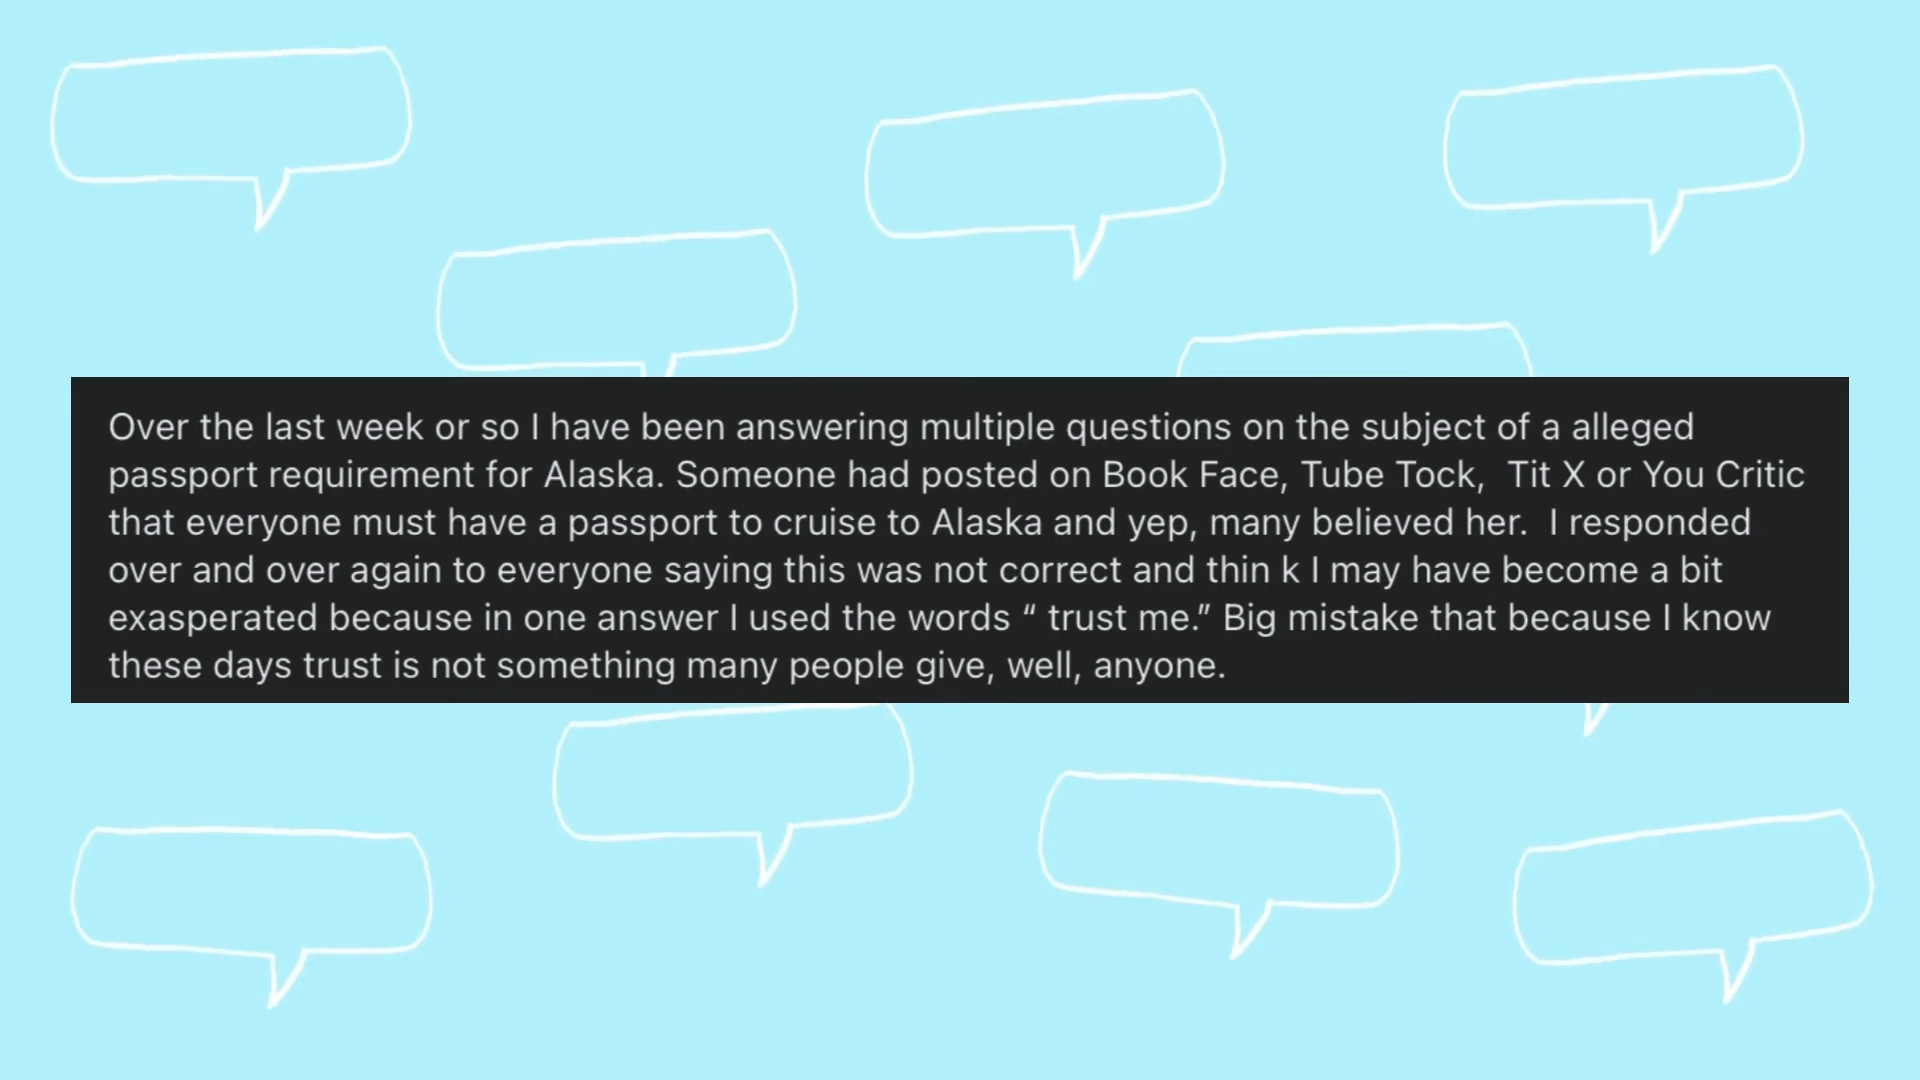 Over the last week or so I have been answering multiple questions on the subject of a alleged
passport requirement for Alaska. Someone had posted on Book Face, Tube Tock,  Tit X or You Critic
that everyone must have a passport to cruise to Alaska and yep, many believed her.  I responded
over and over again to everyone saying this was not correct and thin k I may have become a bit
exasperated because in one answer I used the words “ trust me.” Big mistake that because I know
these days trust is not something many people give, well, anyone.